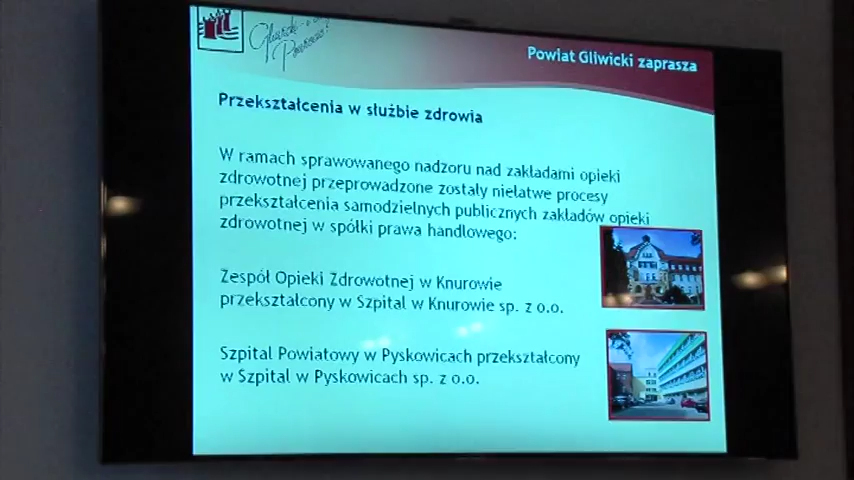 Powiat Gliwicki zaprasza
Przekształcenia w służbie zdrowia
W ramach sprawowanego nadzoru nad zakładami opieki
zdrowotnej przeprowadzone zostały niełatwe procesy
przekształcenia samodzielnych publicznych zakładów opieki
zdrowotnej w spółki prawa handlowego:
Zespół Opieki Zdrowotnej w Knurowie
przekształcony w Szpital w Knurowie sp. z o.o.
Szpital Powiatowy w Pyskowicach przekształcony
w Szpital w Pyskowicach sp. z o.o.